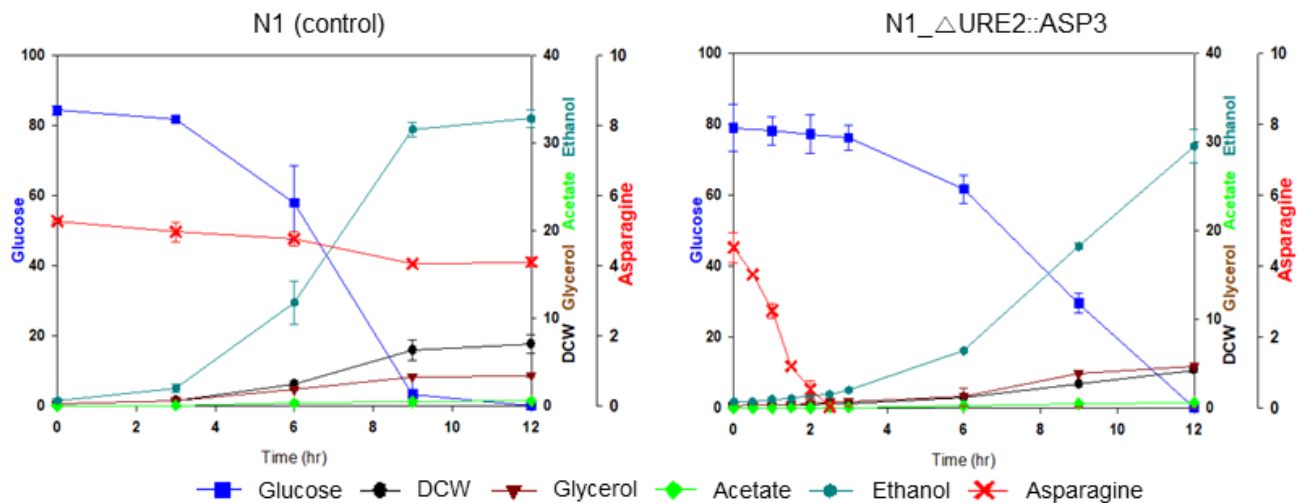 N1 (control)
N1_△URE2::ASP3
100
80
60
40
20
0
Glucose
0
2
4
6
8
10
12
Time (hr)
40
30
20
10
0
DCW
Glycerol
Acetate
Ethanol
10
8
6
4
2
0
Asparagine
100
80
60
40
20
0
Glucose
0
2
4
6
8
10
12
Time (hr)
40
30
20
10
0
DCW
Glycerol
Acetate
Ethanol
10
8
6
4
2
0
Asparagine
Glucose DCW Glycerol Acetate Ethanol Asparagine